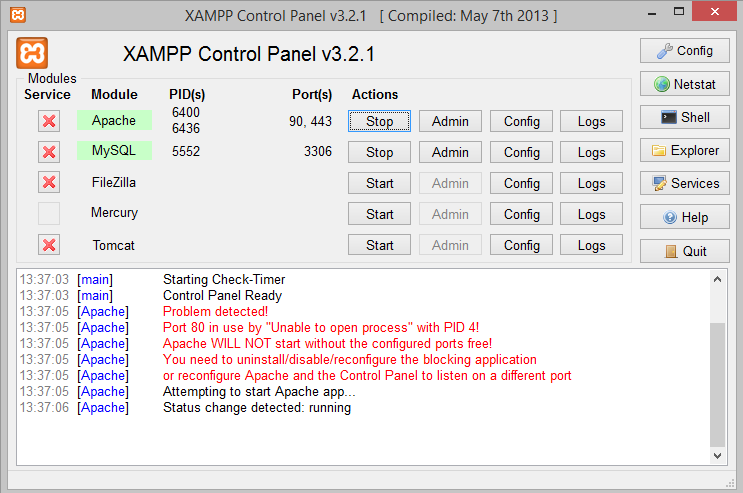 XAMPP Control Panel v3.2.1 [ Compiled: May 7th 2013 ]
XAMPP Control Panel v3.2.1
Config
Modules
Service Module PID(s) Port(s) Actions
Netstat
Apache 6400 6436 90, 443 Stop Admin Config Logs
Shell
MySQL 5552 3306 Stop Admin Config Logs
Explorer
FileZilla Start Admin Config Logs
Services
Mercury Start Admin Config Logs
Help
Tomcat Start Admin Config Logs
Quit
13:37:03 [main] Starting Check-Timer
13:37:03 [main] Control Panel Ready
13:37:05 [Apache] Problem detected!
13:37:05 [Apache] Port 80 in use by "Unable to open process" with PID 4!
13:37:05 [Apache] Apache WILL NOT start without the configured ports free!
13:37:05 [Apache] You need to uninstall/disable/reconfigure the blocking application
13:37:05 [Apache] or reconfigure Apache and the Control Panel to listen on a different port
13:37:05 [Apache] Attempting to start Apache app...
13:37:06 [Apache] Status change detected: running